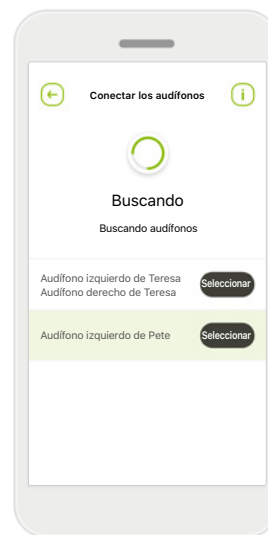 Conectar los audífonos
i
Buscando
Buscando audífonos
Audífono izquierdo de Teresa
Audífono derecho de Teresa
Seleccionar
Audífono izquierdo de Pete
Seleccionar